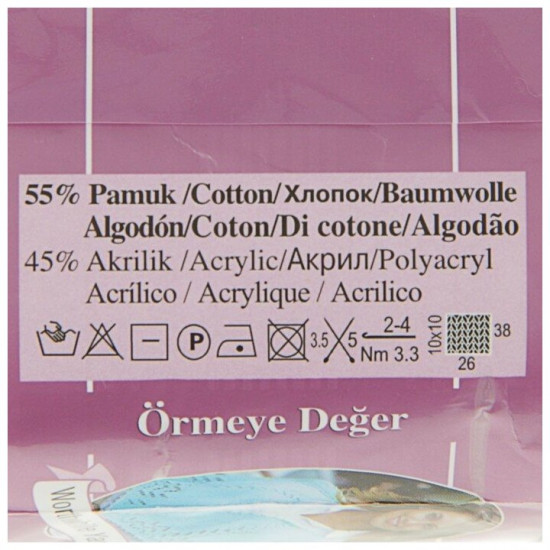 55% Pamuk /Cotton/Хлопок/Baumwolle
Algodón/Coton/Di cotone/Algodão
45% Akrilik /Acrylic/Акрил/Polyacryl
Acrílico / Acrylique / Acrilico
P 3.5 5 2-4 Nm 3.3 10x10 38 26
Örmeye Değer